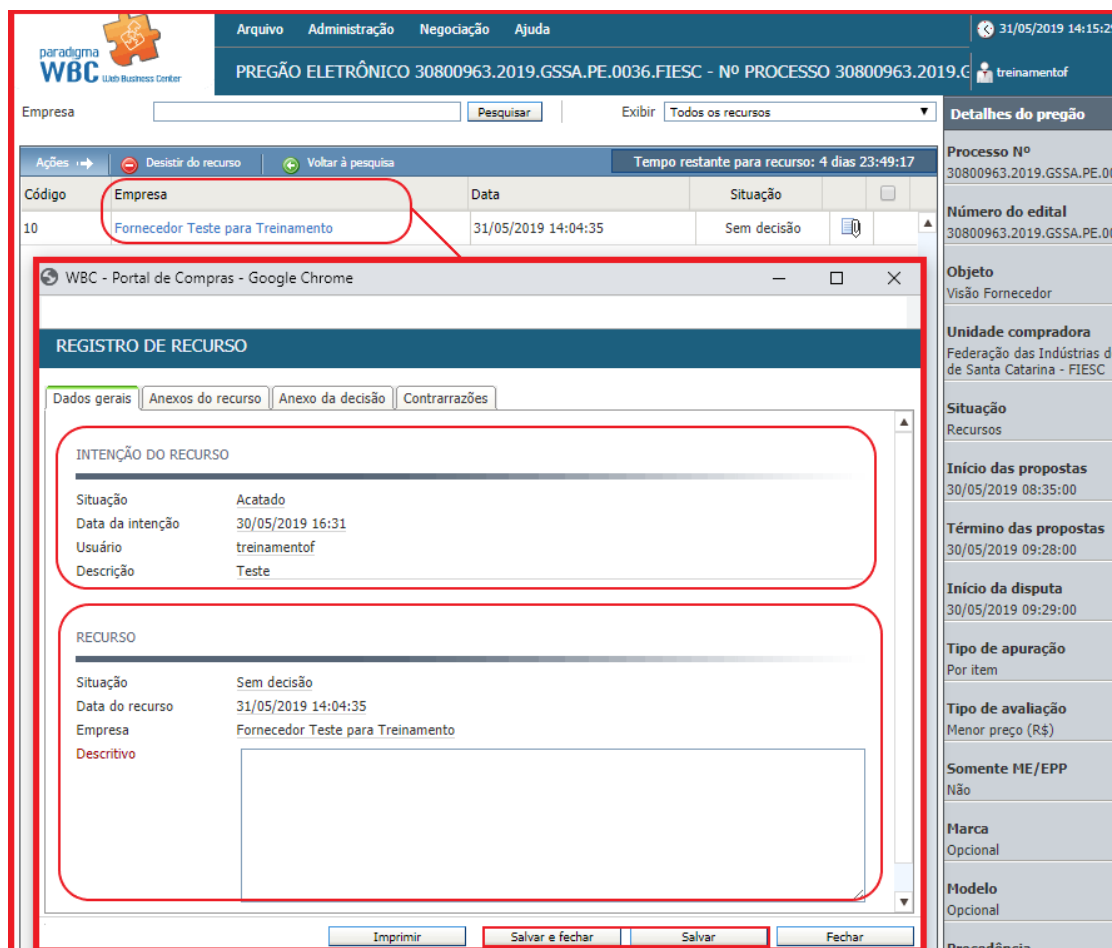 paradigma
WBC Web Business Center
Arquivo Administração Negociação Ajuda
31/05/2019 14:15:29
PREGÃO ELETRÔNICO 30800963.2019.GSSA.PE.0036.FIESC - Nº PROCESSO 30800963.2019.G
treinamentof
Empresa Pesquisar Exibir Todos os recursos
Ações Desistir do recurso Voltar à pesquisa Tempo restante para recurso: 4 dias 23:49:17
Código Empresa Data Situação
10 Fornecedor Teste para Treinamento 31/05/2019 14:04:35 Sem decisão
WBC - Portal de Compras - Google Chrome
REGISTRO DE RECURSO
Dados gerais Anexos do recurso Anexo da decisão Contrarrazões
INTENÇÃO DO RECURSO
Situação Acatado
Data da intenção 30/05/2019 16:31
Usuário treinamentof
Descrição Teste
RECURSO
Situação Sem decisão
Data do recurso 31/05/2019 14:04:35
Empresa Fornecedor Teste para Treinamento
Descritivo
Imprimir Salvar e fechar Salvar Fechar
Detalhes do pregão
Processo Nº
30800963.2019.GSSA.PE.00
Número do edital
30800963.2019.GSSA.PE.00
Objeto
Visão Fornecedor
Unidade compradora
Federação das Indústrias d
de Santa Catarina - FIESC
Situação
Recursos
Início das propostas
30/05/2019 08:35:00
Término das propostas
30/05/2019 09:28:00
Início da disputa
30/05/2019 09:29:00
Tipo de apuração
Por item
Tipo de avaliação
Menor preço (R$)
Somente ME/EPP
Não
Marca
Opcional
Modelo
Opcional
Procedência